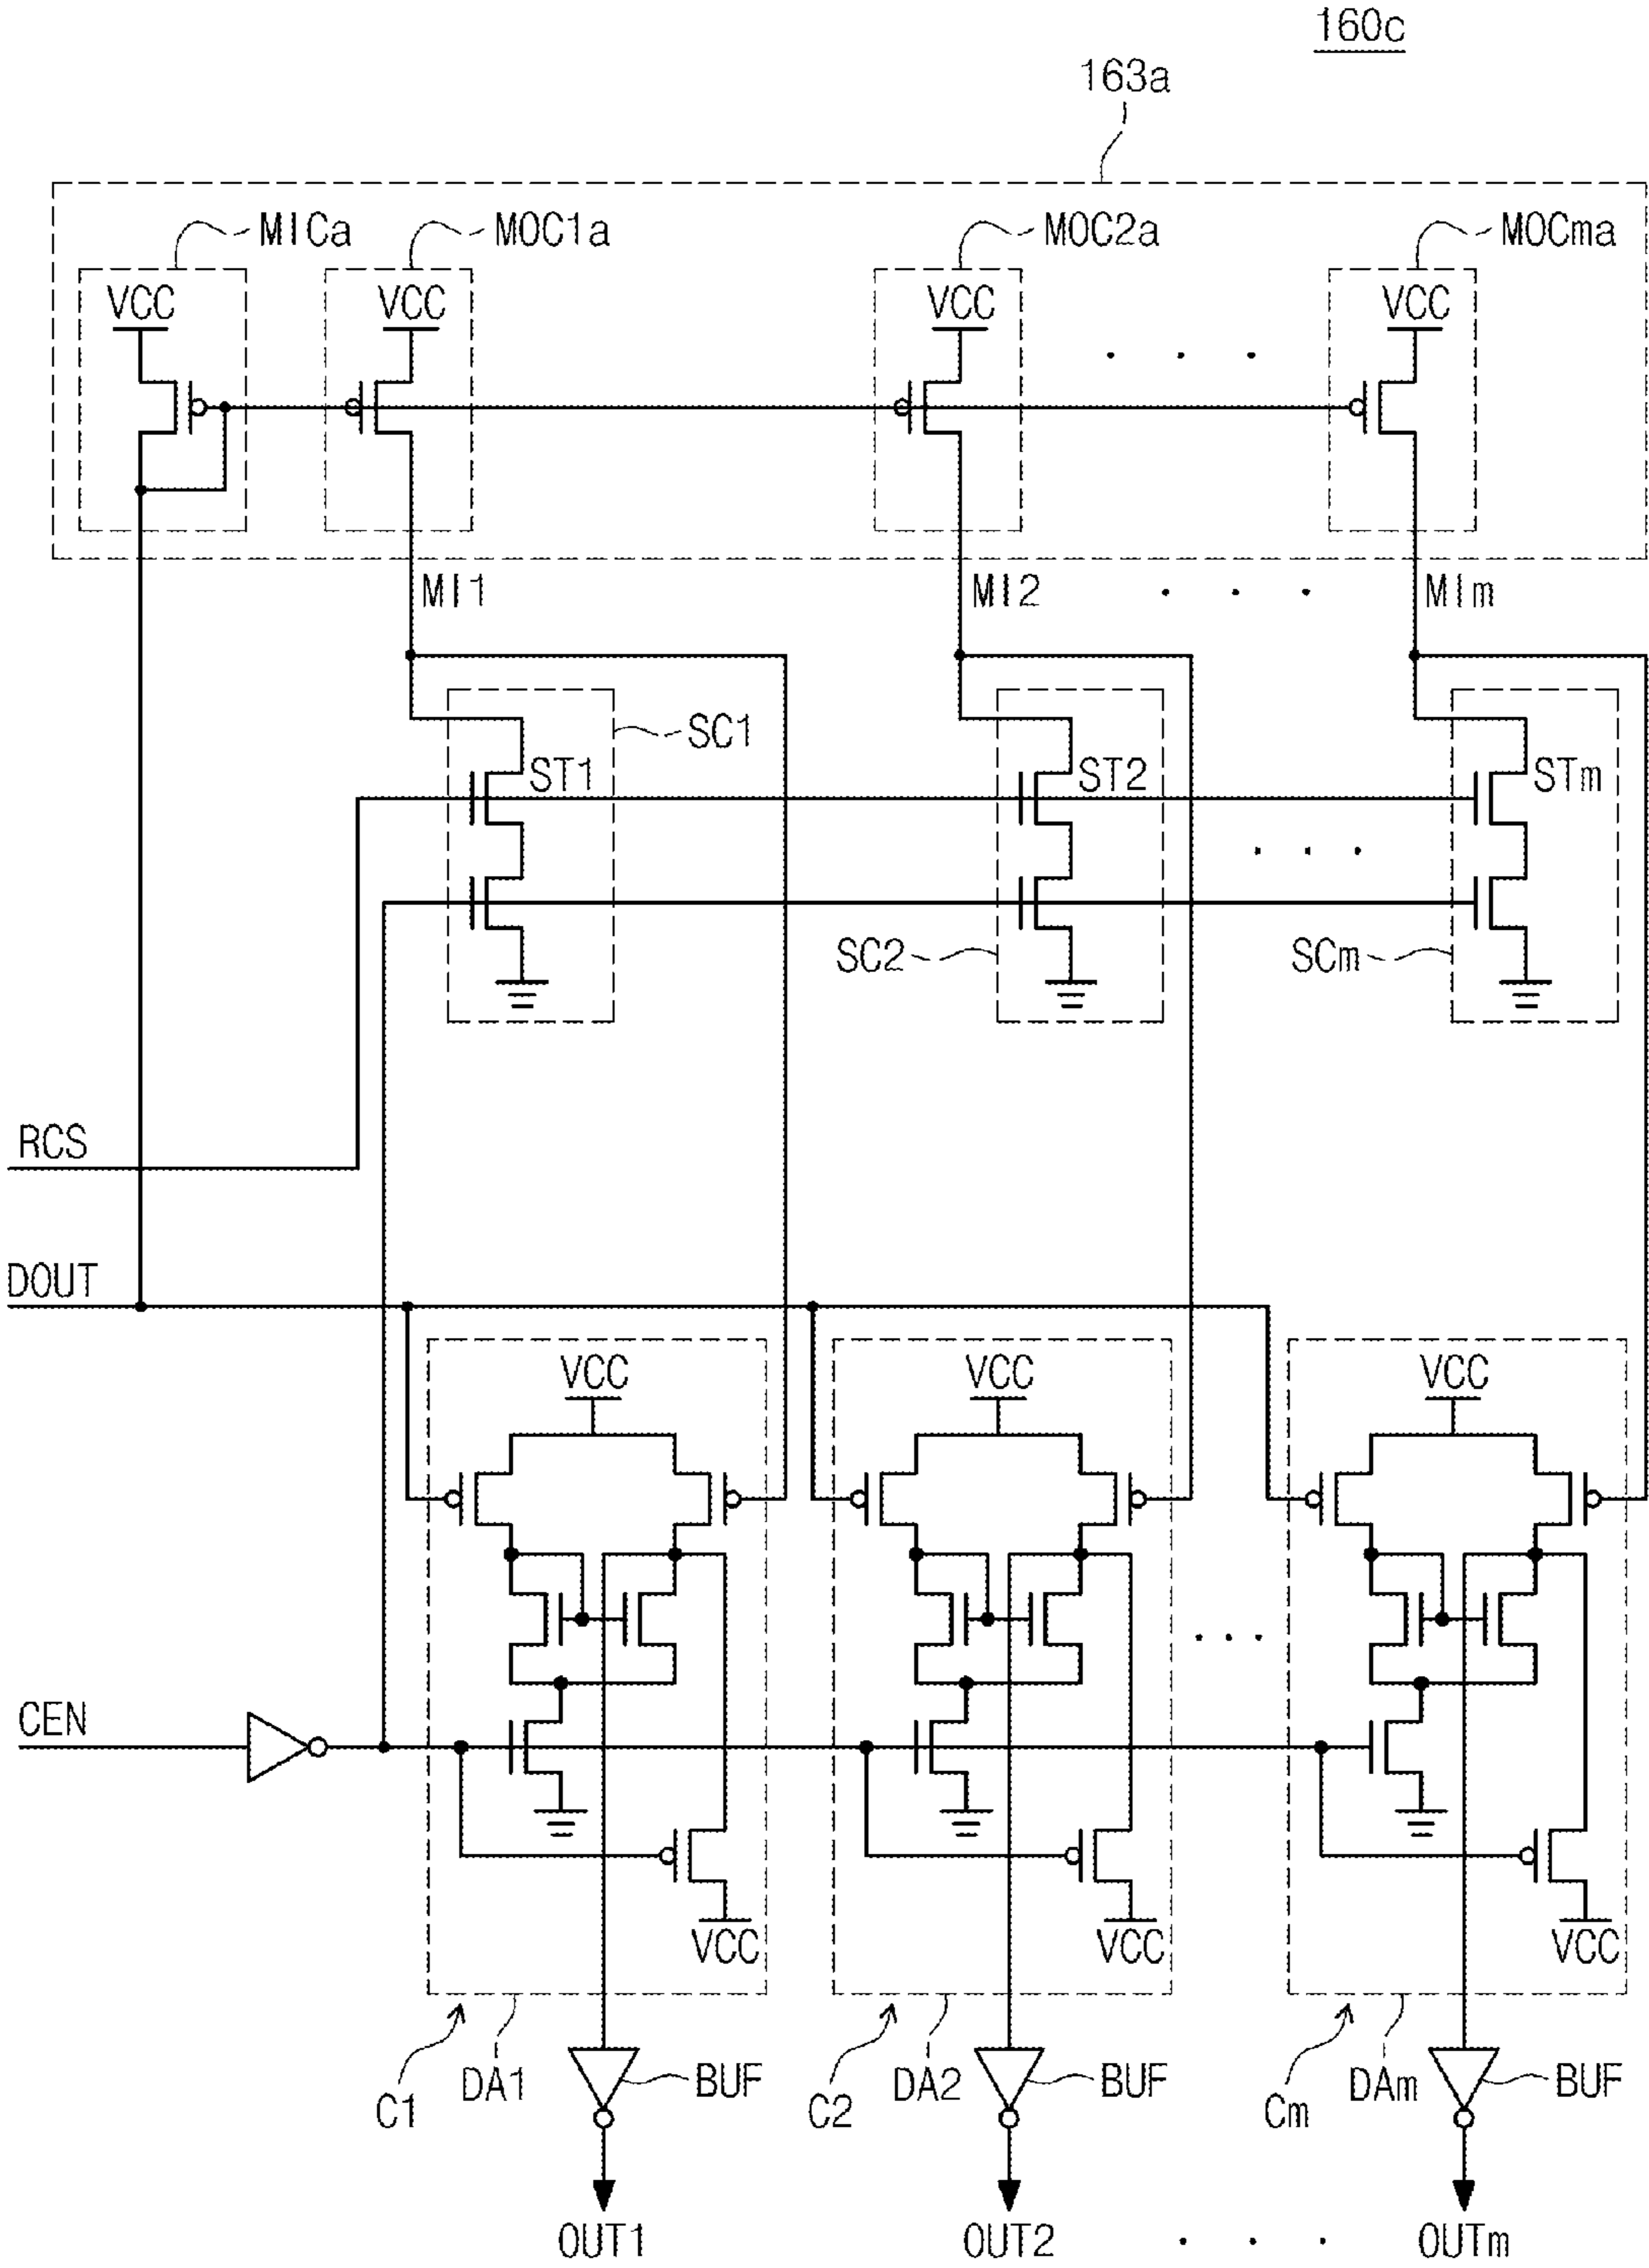 160c
163a
MICa
MOC1a
MOC2a
MOCma
VCC
VCC
VCC
VCC
. . .
MI1
MI2
. . .
MIm
SC1
ST1
ST2
STm
. . .
SC2
SCm
RCS
DOUT
VCC
VCC
VCC
. . .
CEN
VCC
VCC
VCC
C1
DA1
BUF
C2
DA2
BUF
Cm
DAm
BUF
OUT1
OUT2
. . .
OUTm